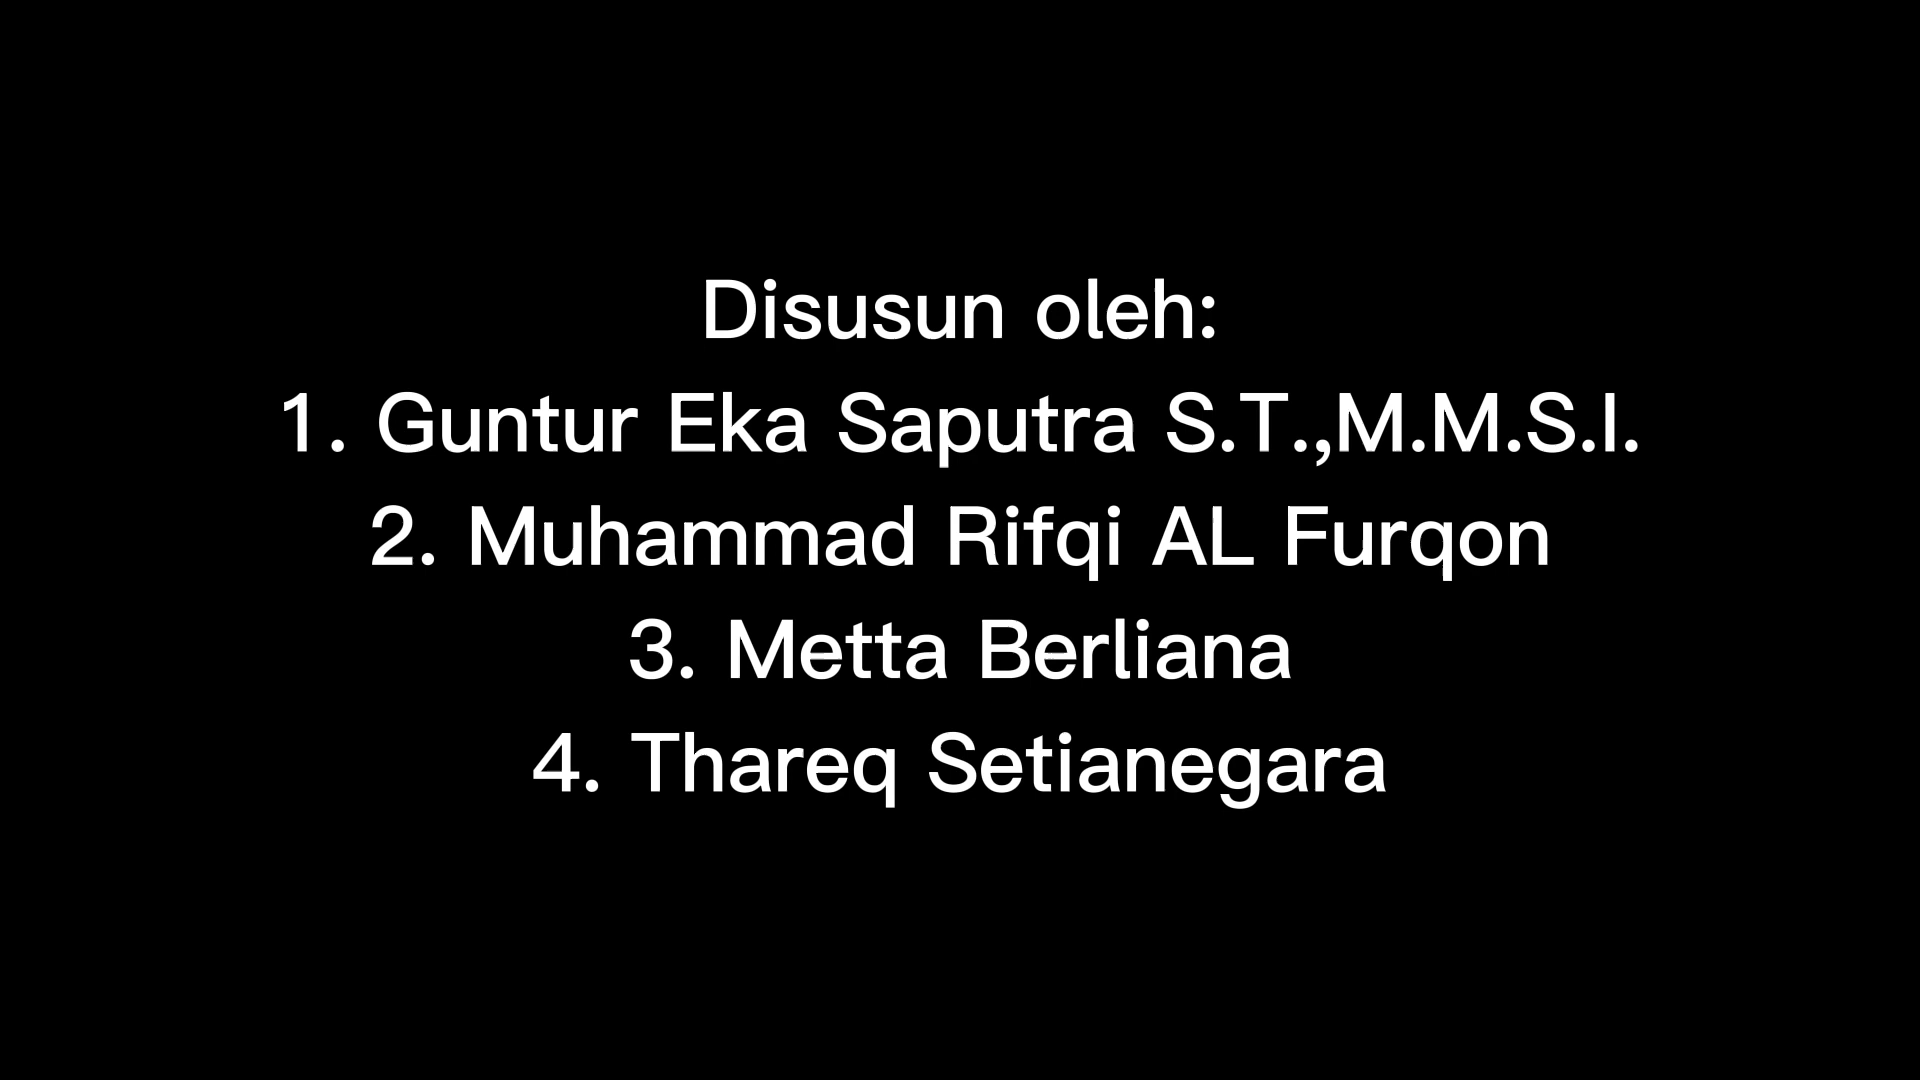 Disusun oleh:
1. Guntur Eka Saputra S.T.,M.M.S.I.
2. Muhammad Rifqi AL Furqon
3. Metta Berliana
4. Thareq Setianegara